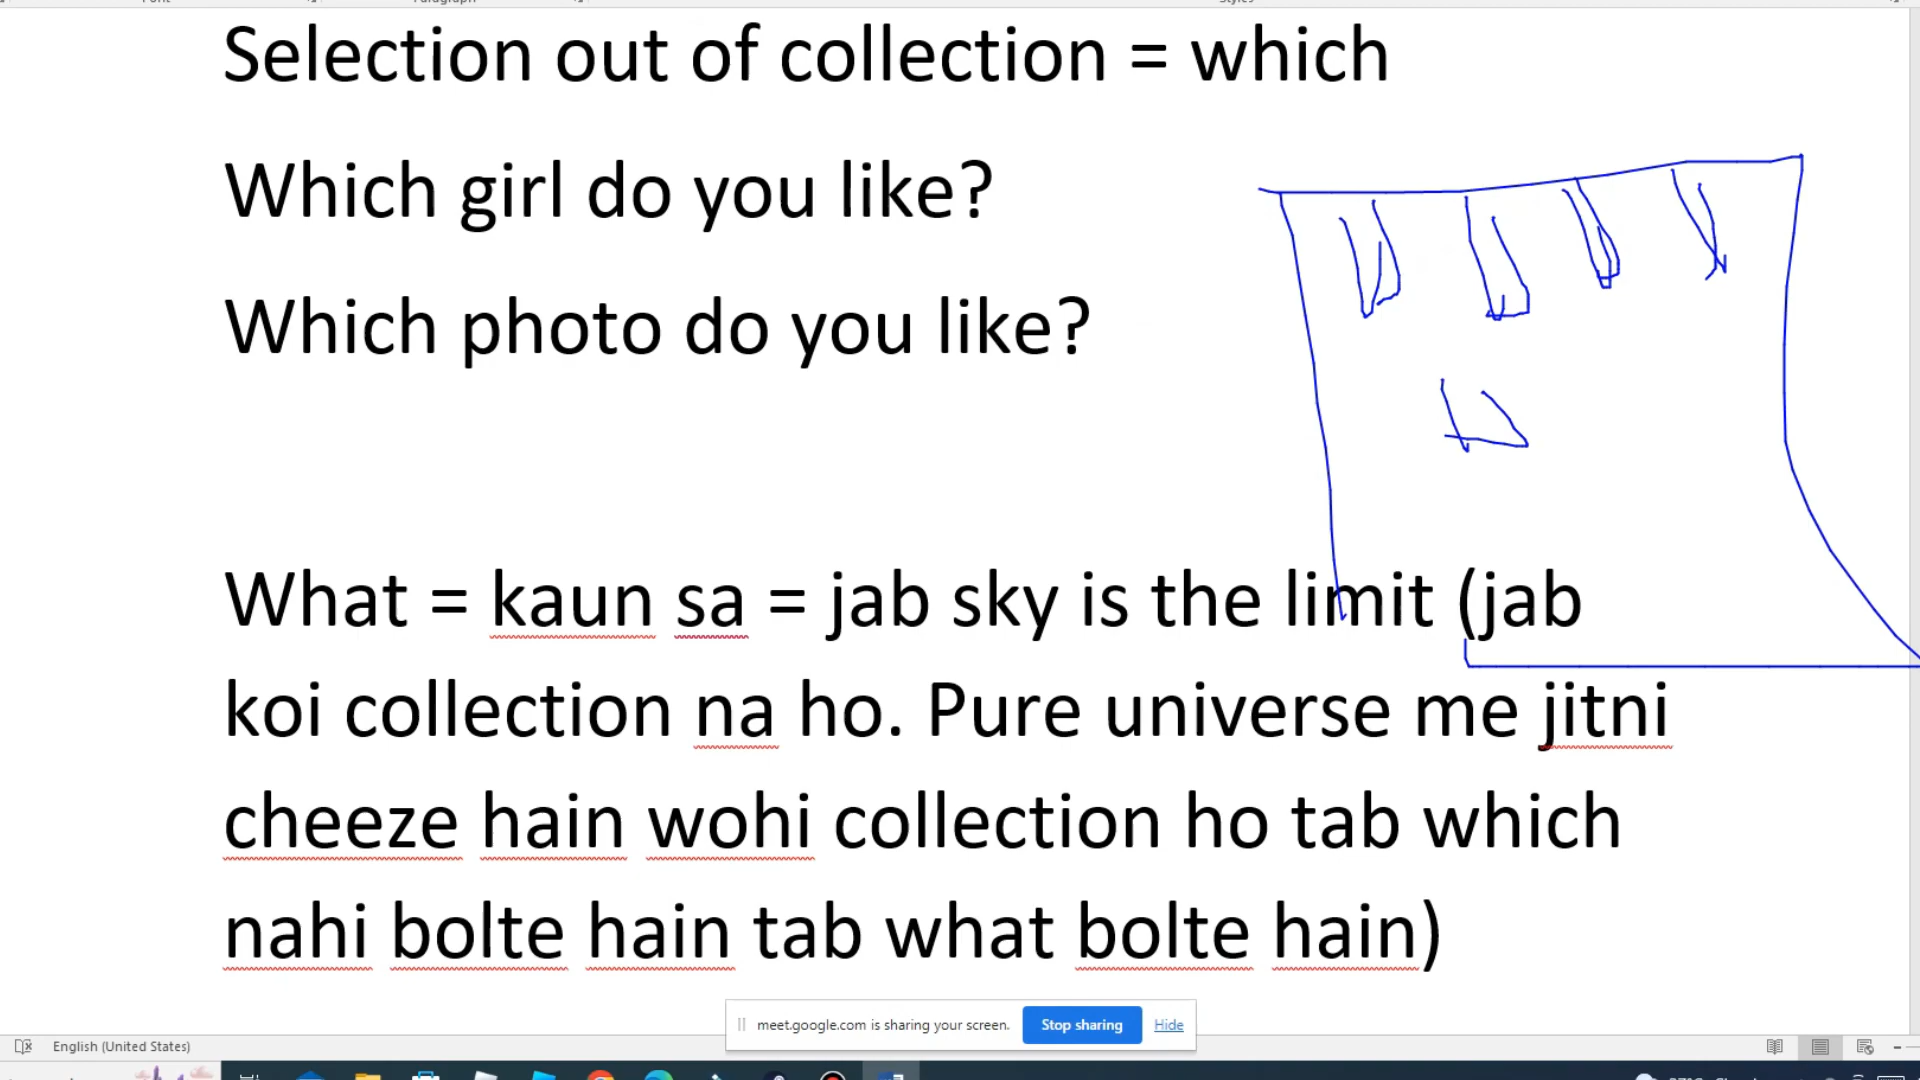 Selection out of collection = which
Which girl do you like?
Which photo do you like?
What = kaun sa = jab sky is the limit (jab
koi collection na ho. Pure universe me jitni
cheeze hain wohi collection ho tab which
nahi bolte hain tab what bolte hain)
meet.google.com is sharing your screen. Stop sharing Hide
English (United States)